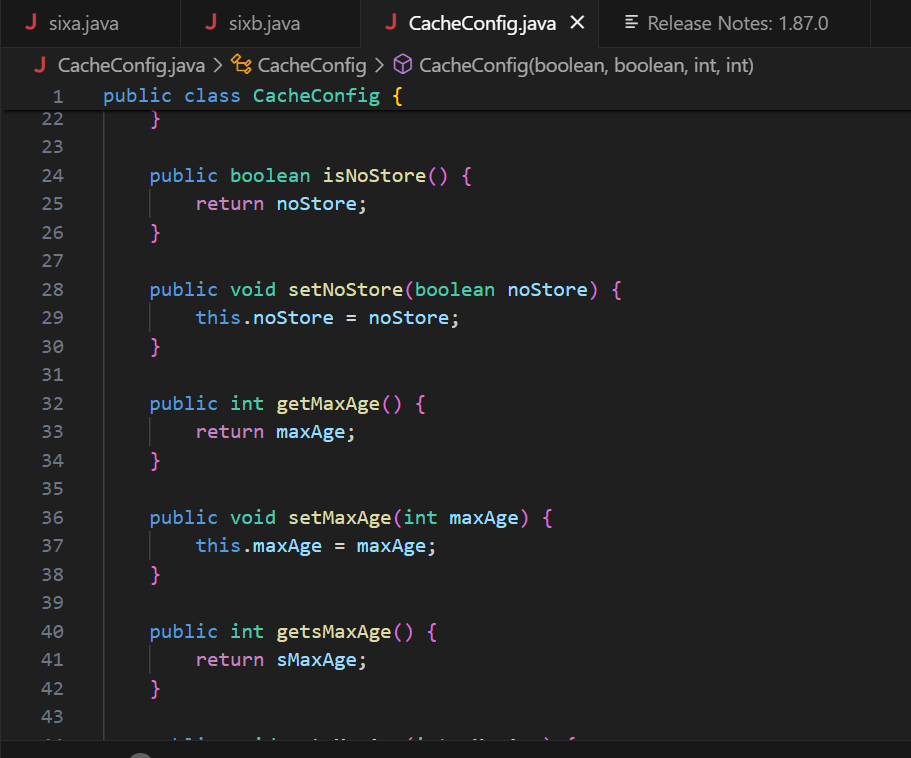 sixa.java sixb.java CacheConfig.java Release Notes: 1.87.0
CacheConfig.java > CacheConfig > CacheConfig(boolean, boolean, int, int)
1 public class CacheConfig {
22 }
23
24 public boolean isNoStore() {
25 return noStore;
26 }
27
28 public void setNoStore(boolean noStore) {
29 this.noStore = noStore;
30 }
31
32 public int getMaxAge() {
33 return maxAge;
34 }
35
36 public void setMaxAge(int maxAge) {
37 this.maxAge = maxAge;
38 }
39
40 public int getsMaxAge() {
41 return sMaxAge;
42 }
43